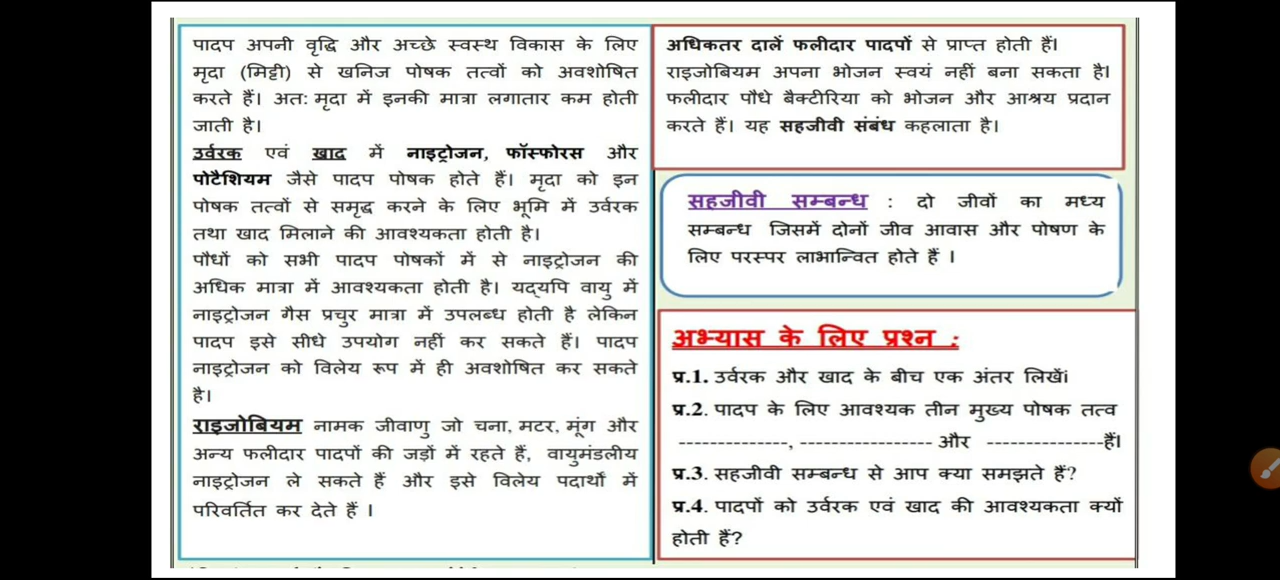 पादप अपनी वृद्धि और अच्छे स्वस्थ विकास के लिए
मृदा (मिट्टी) से खनिज पोषक तत्वों को अवशोषित
करते हैं। अत: मृदा में इनकी मात्रा लगातार कम होती
जाती है।
उर्वरक एवं खाद में नाइट्रोजन, फॉस्फोरस और
पोटैशियम जैसे पादप पोषक होते हैं। मृदा को इन
पोषक तत्वों से समृद्ध करने के लिए भूमि में उर्वरक
तथा खाद मिलाने की आवश्यकता होती है।
पौधों को सभी पादप पोषकों में से नाइट्रोजन की
अधिक मात्रा में आवश्यकता होती है। यद्यपि वायु में
नाइट्रोजन गैस प्रचुर मात्रा में उपलब्ध होती है लेकिन
पादप इसे सीधे उपयोग नहीं कर सकते हैं। पादप
नाइट्रोजन को विलेय रूप में ही अवशोषित कर सकते
है।
राइजोबियम नामक जीवाणु जो चना, मटर, मूंग और
अन्य फलीदार पादपों की जड़ों में रहते हैं, वायुमंडलीय
नाइट्रोजन ले सकते हैं और इसे विलेय पदार्थों में
परिवर्तित कर देते हैं ।
अधिकतर दालें फलीदार पादपों से प्राप्त होती हैं।
राइजोबियम अपना भोजन स्वयं नहीं बना सकता है।
फलीदार पौधे बैक्टीरिया को भोजन और आश्रय प्रदान
करते हैं। यह सहजीवी संबंध कहलाता है।
सहजीवी सम्बन्ध : दो जीवों का मध्य
सम्बन्ध जिसमें दोनों जीव आवास और पोषण के
लिए परस्पर लाभान्वित होते हैं ।
अभ्यास के लिए प्रश्न :
प्र.1. उर्वरक और खाद के बीच एक अंतर लिखें।
प्र.2. पादप के लिए आवश्यक तीन मुख्य पोषक तत्व
--------------, ----------------- और ---------------हैं।
प्र.3. सहजीवी सम्बन्ध से आप क्या समझते हैं?
प्र.4. पादपों को उर्वरक एवं खाद की आवश्यकता क्यों
होती हैं?